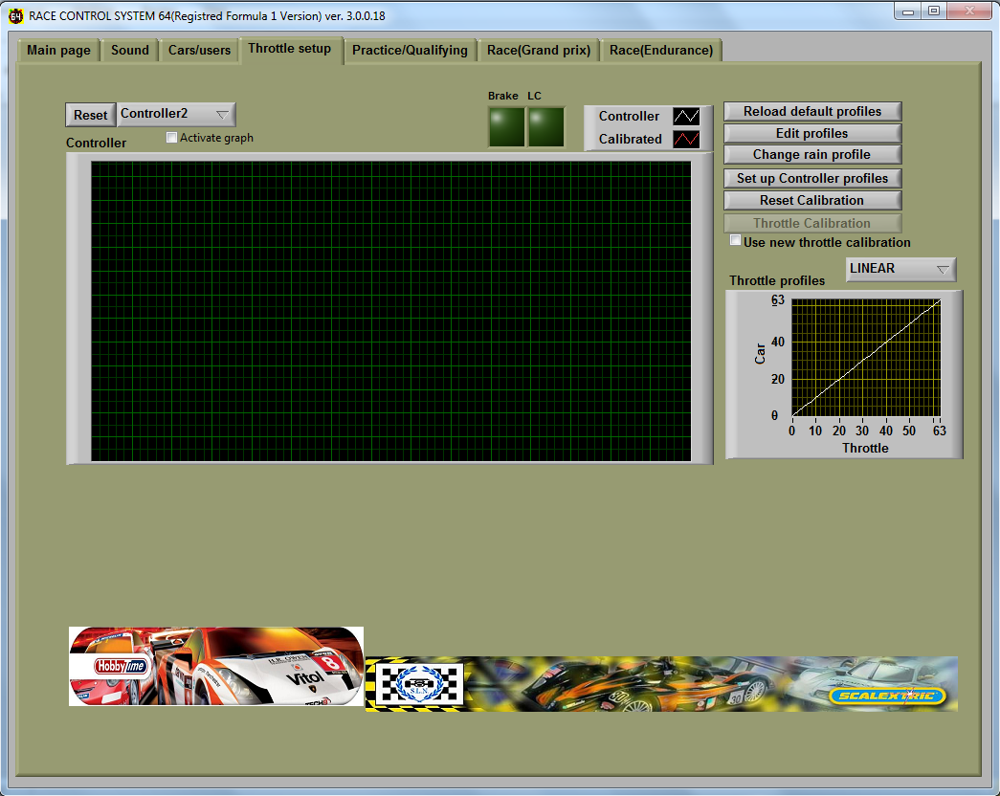 RACE CONTROL SYSTEM 64(Registred Formula 1 Version) ver. 3.0.0.18
Main page
Sound
Cars/users
Throttle setup
Practice/Qualifying
Race(Grand prix)
Race(Endurance)
Reset
Controller2
Activate graph
Controller
Brake LC
Controller
Calibrated
Reload default profiles
Edit profiles
Change rain profile
Set up Controller profiles
Reset Calibration
Throttle Calibration
Use new throttle calibration
LINEAR
Throttle profiles
63
40
20
0
Car
0 10 20 30 40 50 63
Throttle
HobbyTime
Vitol
8
S.L.N.
30
30
SCALEXTRIC